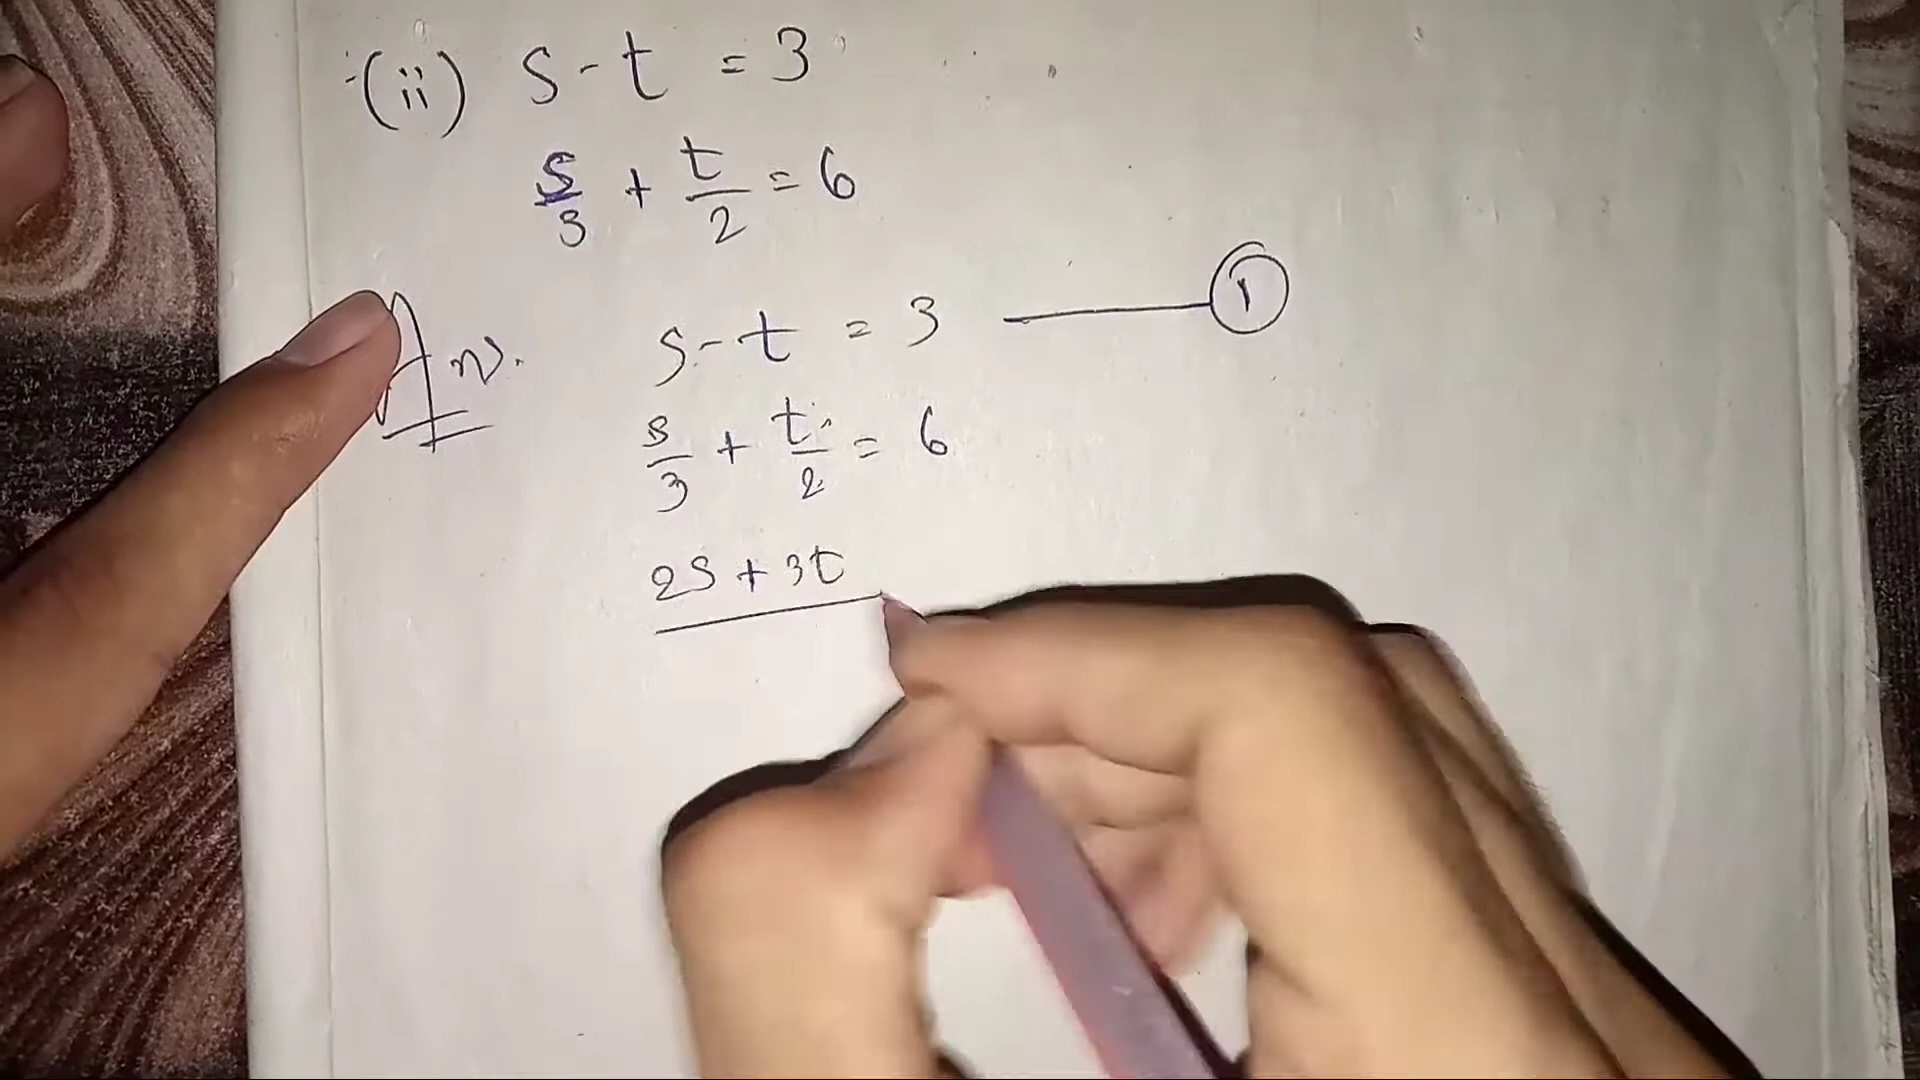 (ii) s - t = 3
s/3 + t/2 = 6
Ans. s - t = 3 —— ①
s/3 + t/2 = 6
2s + 3t